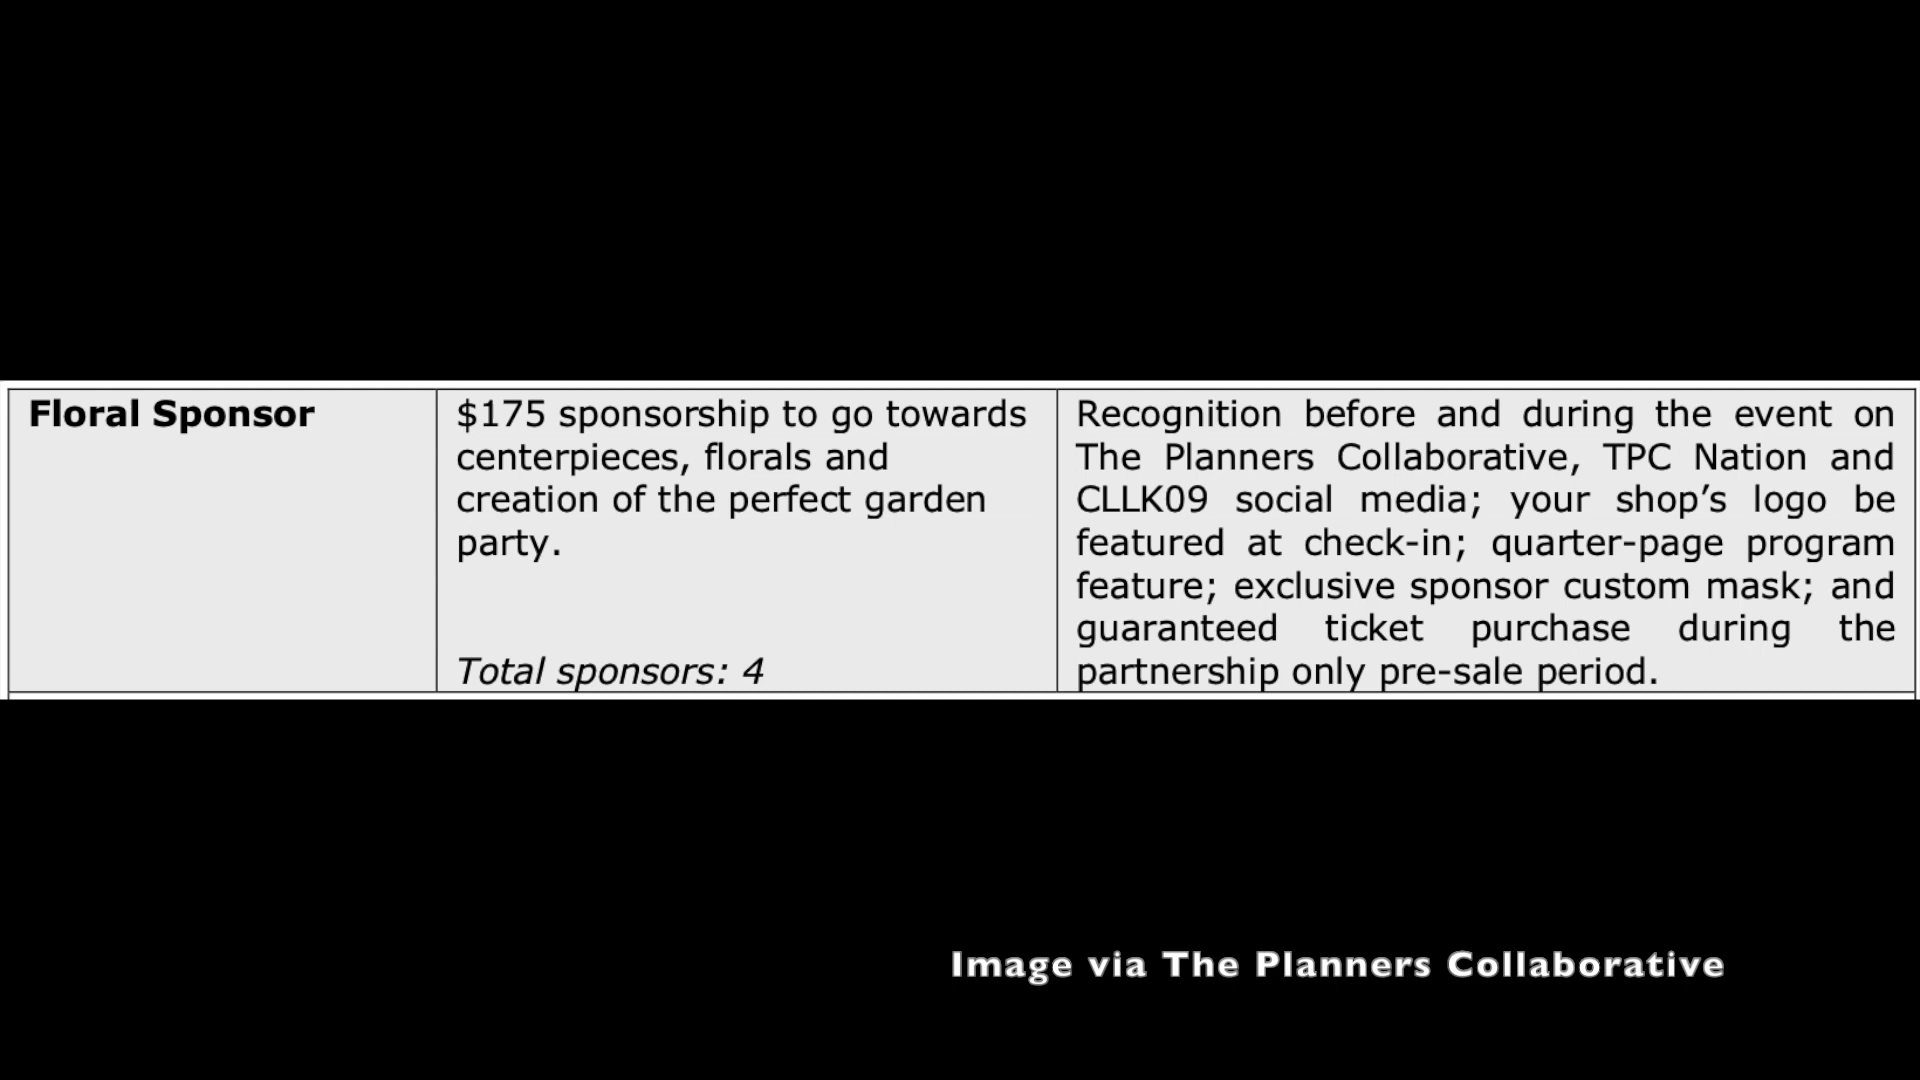 Floral Sponsor
$175 sponsorship to go towards
centerpieces, florals and
creation of the perfect garden
party.
Total sponsors: 4
Recognition before and during the event on
The Planners Collaborative, TPC Nation and
CLLK09 social media; your shop’s logo be
featured at check-in; quarter-page program
feature; exclusive sponsor custom mask; and
guaranteed ticket purchase during the
partnership only pre-sale period.
Image via The Planners Collaborative